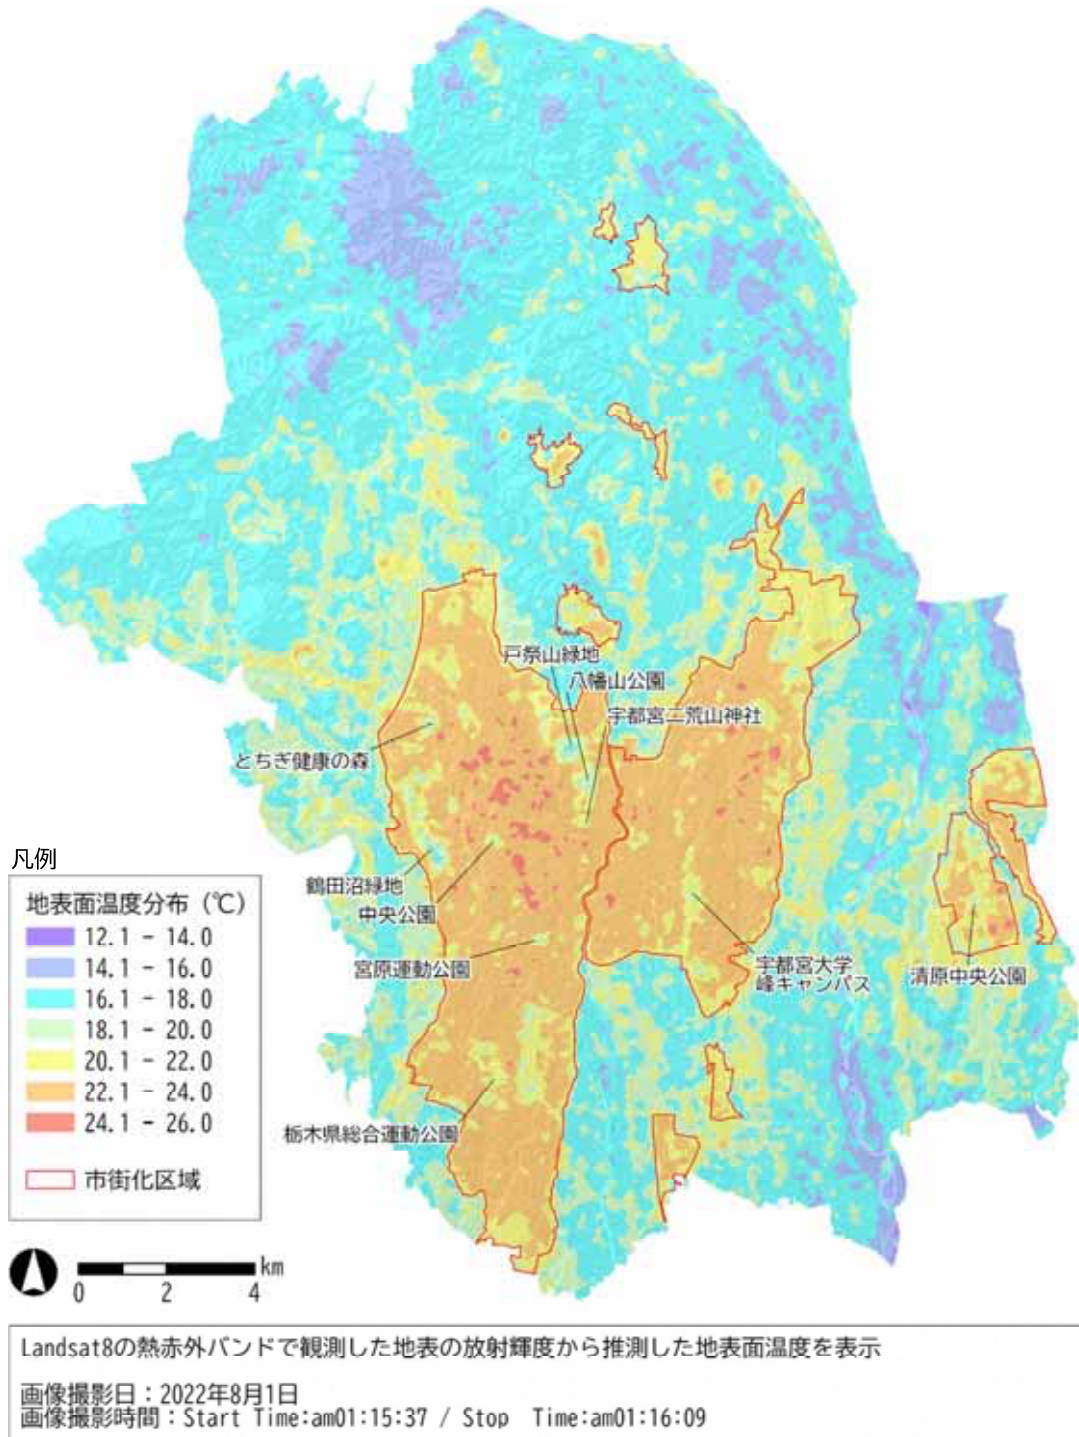 戸祭山緑地
八幡山公園
宇都宮二荒山神社
とちぎ健康の森
鶴田沼緑地
中央公園
宮原運動公園
宇都宮大学
峰キャンパス
清原中央公園
栃木県総合運動公園
凡例
地表面温度分布 (℃)
12.1 - 14.0
14.1 - 16.0
16.1 - 18.0
18.1 - 20.0
20.1 - 22.0
22.1 - 24.0
24.1 - 26.0
市街化区域
km
0 2 4
Landsat8の熱赤外バンドで観測した地表の放射輝度から推測した地表面温度を表示
画像撮影日：2022年8月1日
画像撮影時間：Start Time:am01:15:37 / Stop Time:am01:16:09